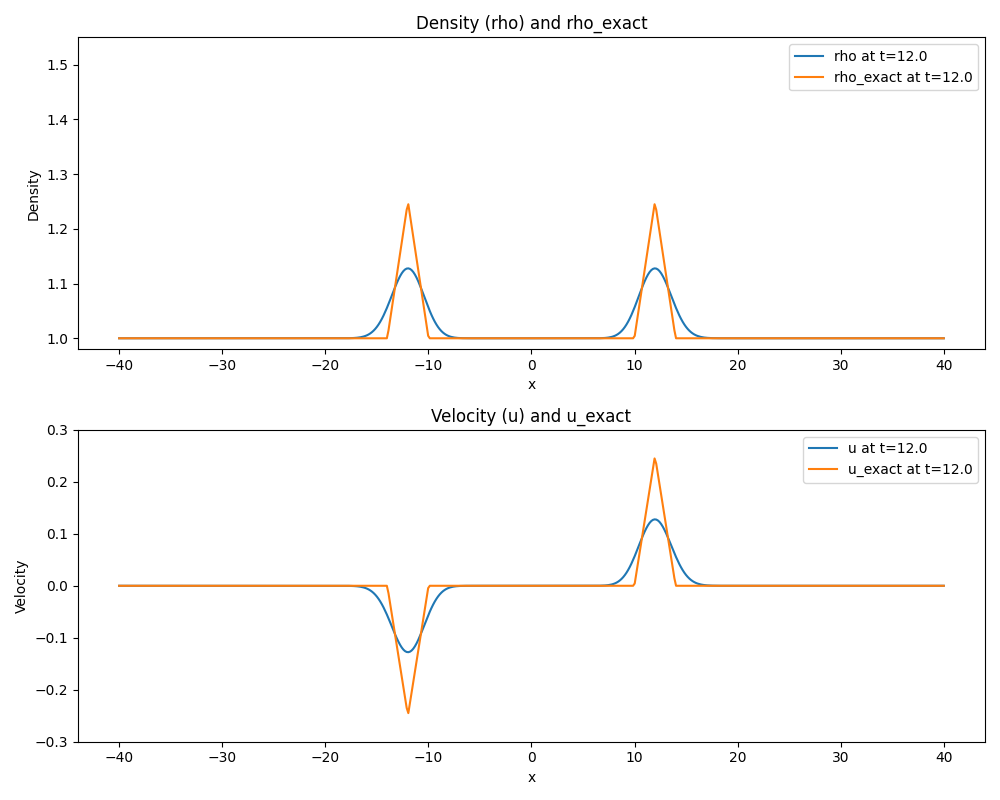 Density (rho) and rho_exact
1.5
1.4
1.3
1.2
1.1
1.0
Density
rho at t=12.0
rho_exact at t=12.0
−40 −30 −20 −10 0 10 20 30 40
x
Velocity (u) and u_exact
0.3
0.2
0.1
0.0
−0.1
−0.2
−0.3
Velocity
u at t=12.0
u_exact at t=12.0
−40 −30 −20 −10 0 10 20 30 40
x